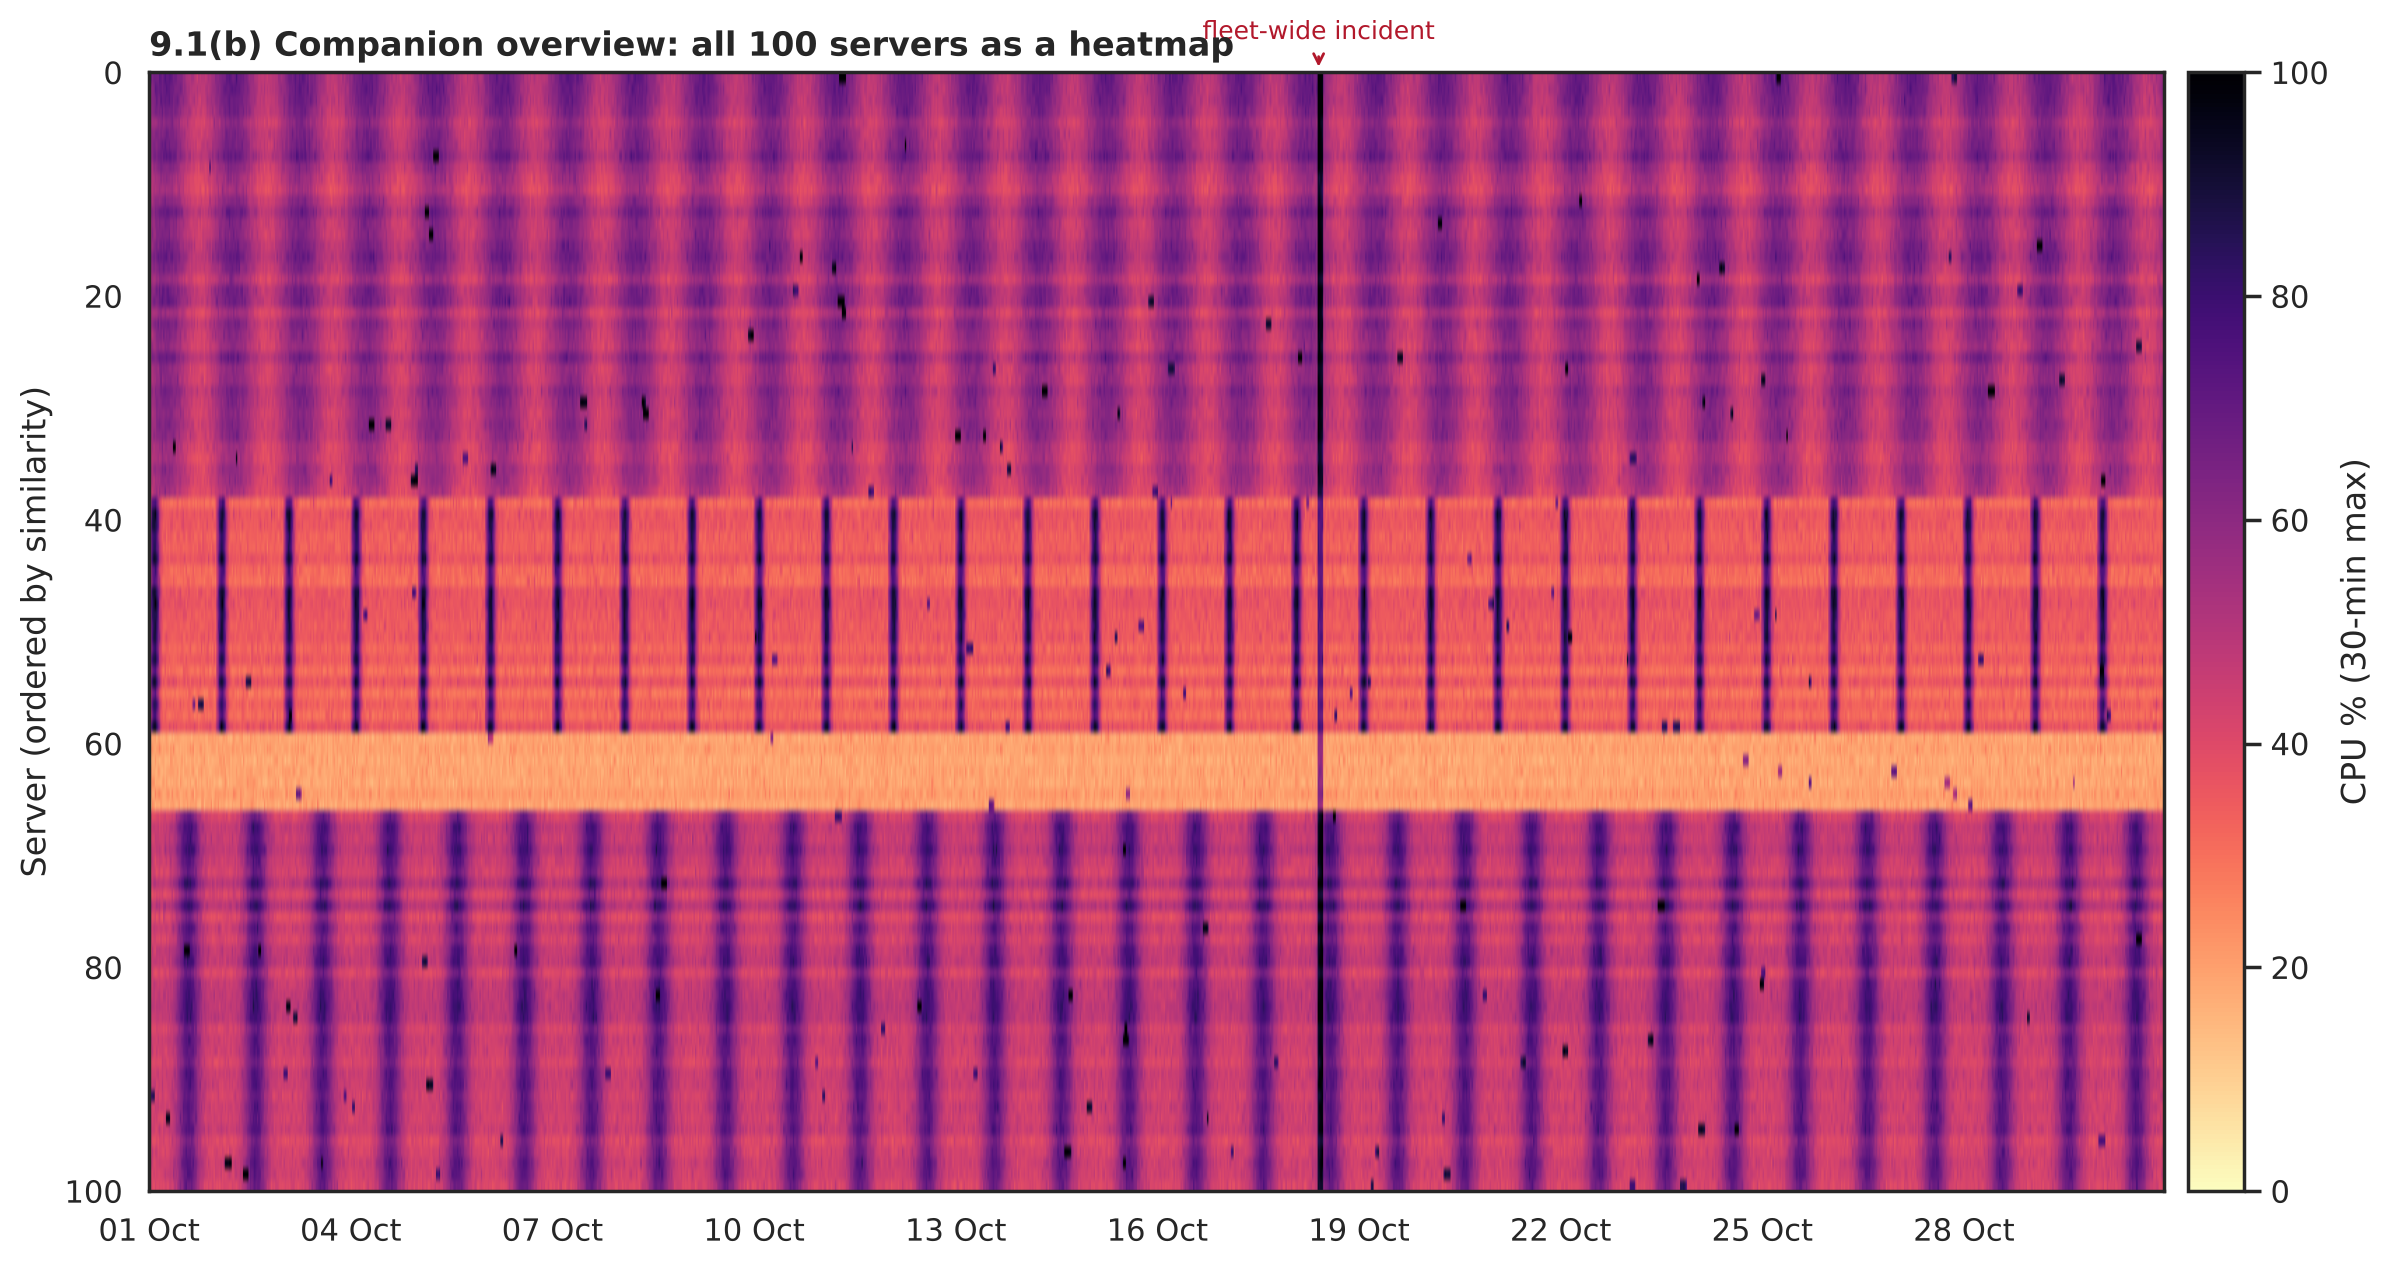 fleet-wide incident
9.1(b) Companion overview: all 100 servers as a heatmap
Server (ordered by similarity)
0
20
40
60
80
100
01 Oct
04 Oct
07 Oct
10 Oct
13 Oct
16 Oct
19 Oct
22 Oct
25 Oct
28 Oct
100
80
60
40
20
0
CPU % (30-min max)